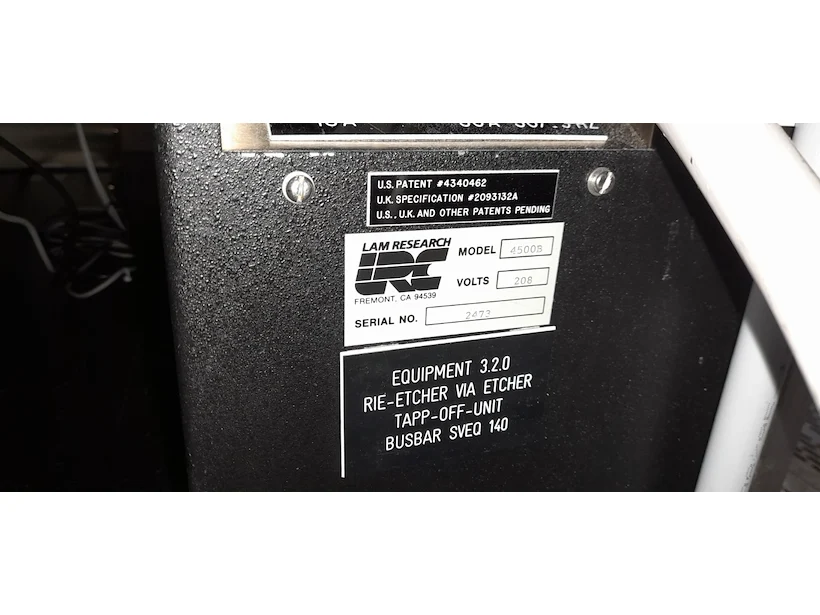 U.S. PATENT #4340462
U.K. SPECIFICATION #2093132A
U.S., U.K. AND OTHER PATENTS PENDING
LAM RESEARCH
LRC
FREMONT, CA 94539
MODEL 4500B
VOLTS 208
SERIAL NO. 2473
EQUIPMENT 3.2.0
RIE-ETCHER VIA ETCHER
TAPP-OFF-UNIT
BUSBAR SVEQ 140